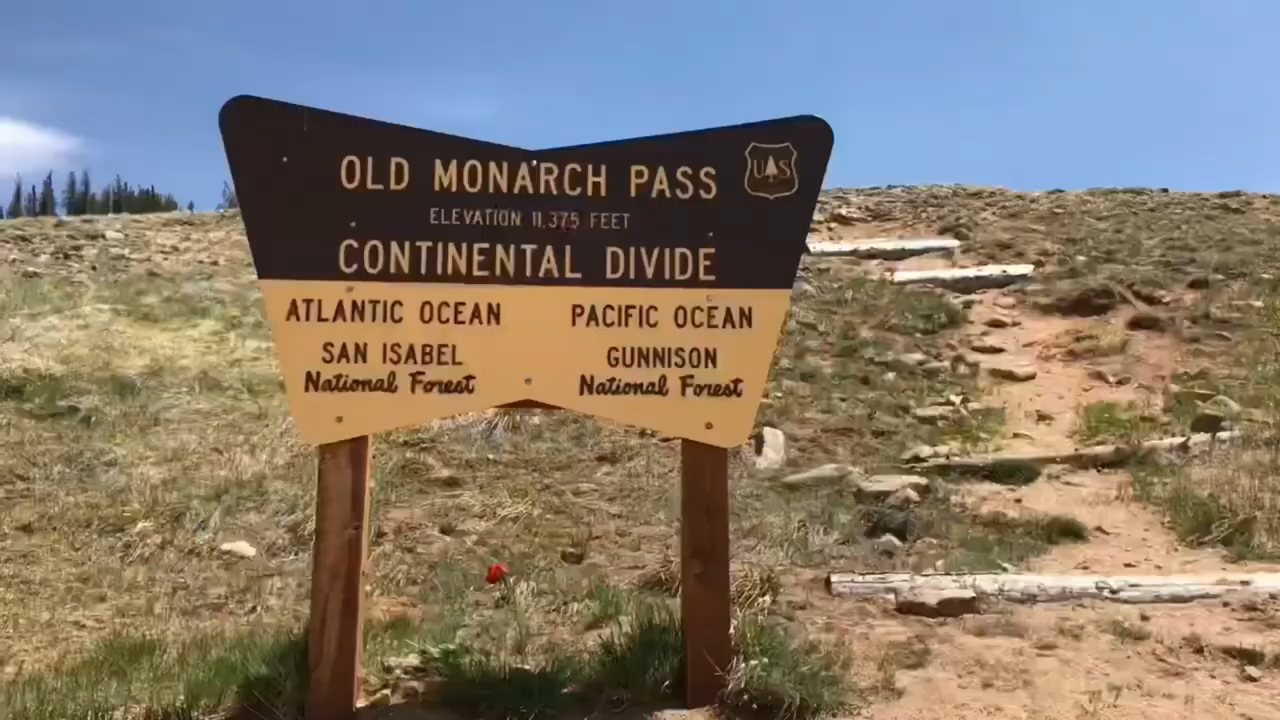 OLD MONARCH PASS
U S
ELEVATION 11,375 FEET
CONTINENTAL DIVIDE
ATLANTIC OCEAN
SAN ISABEL
National Forest
PACIFIC OCEAN
GUNNISON
National Forest